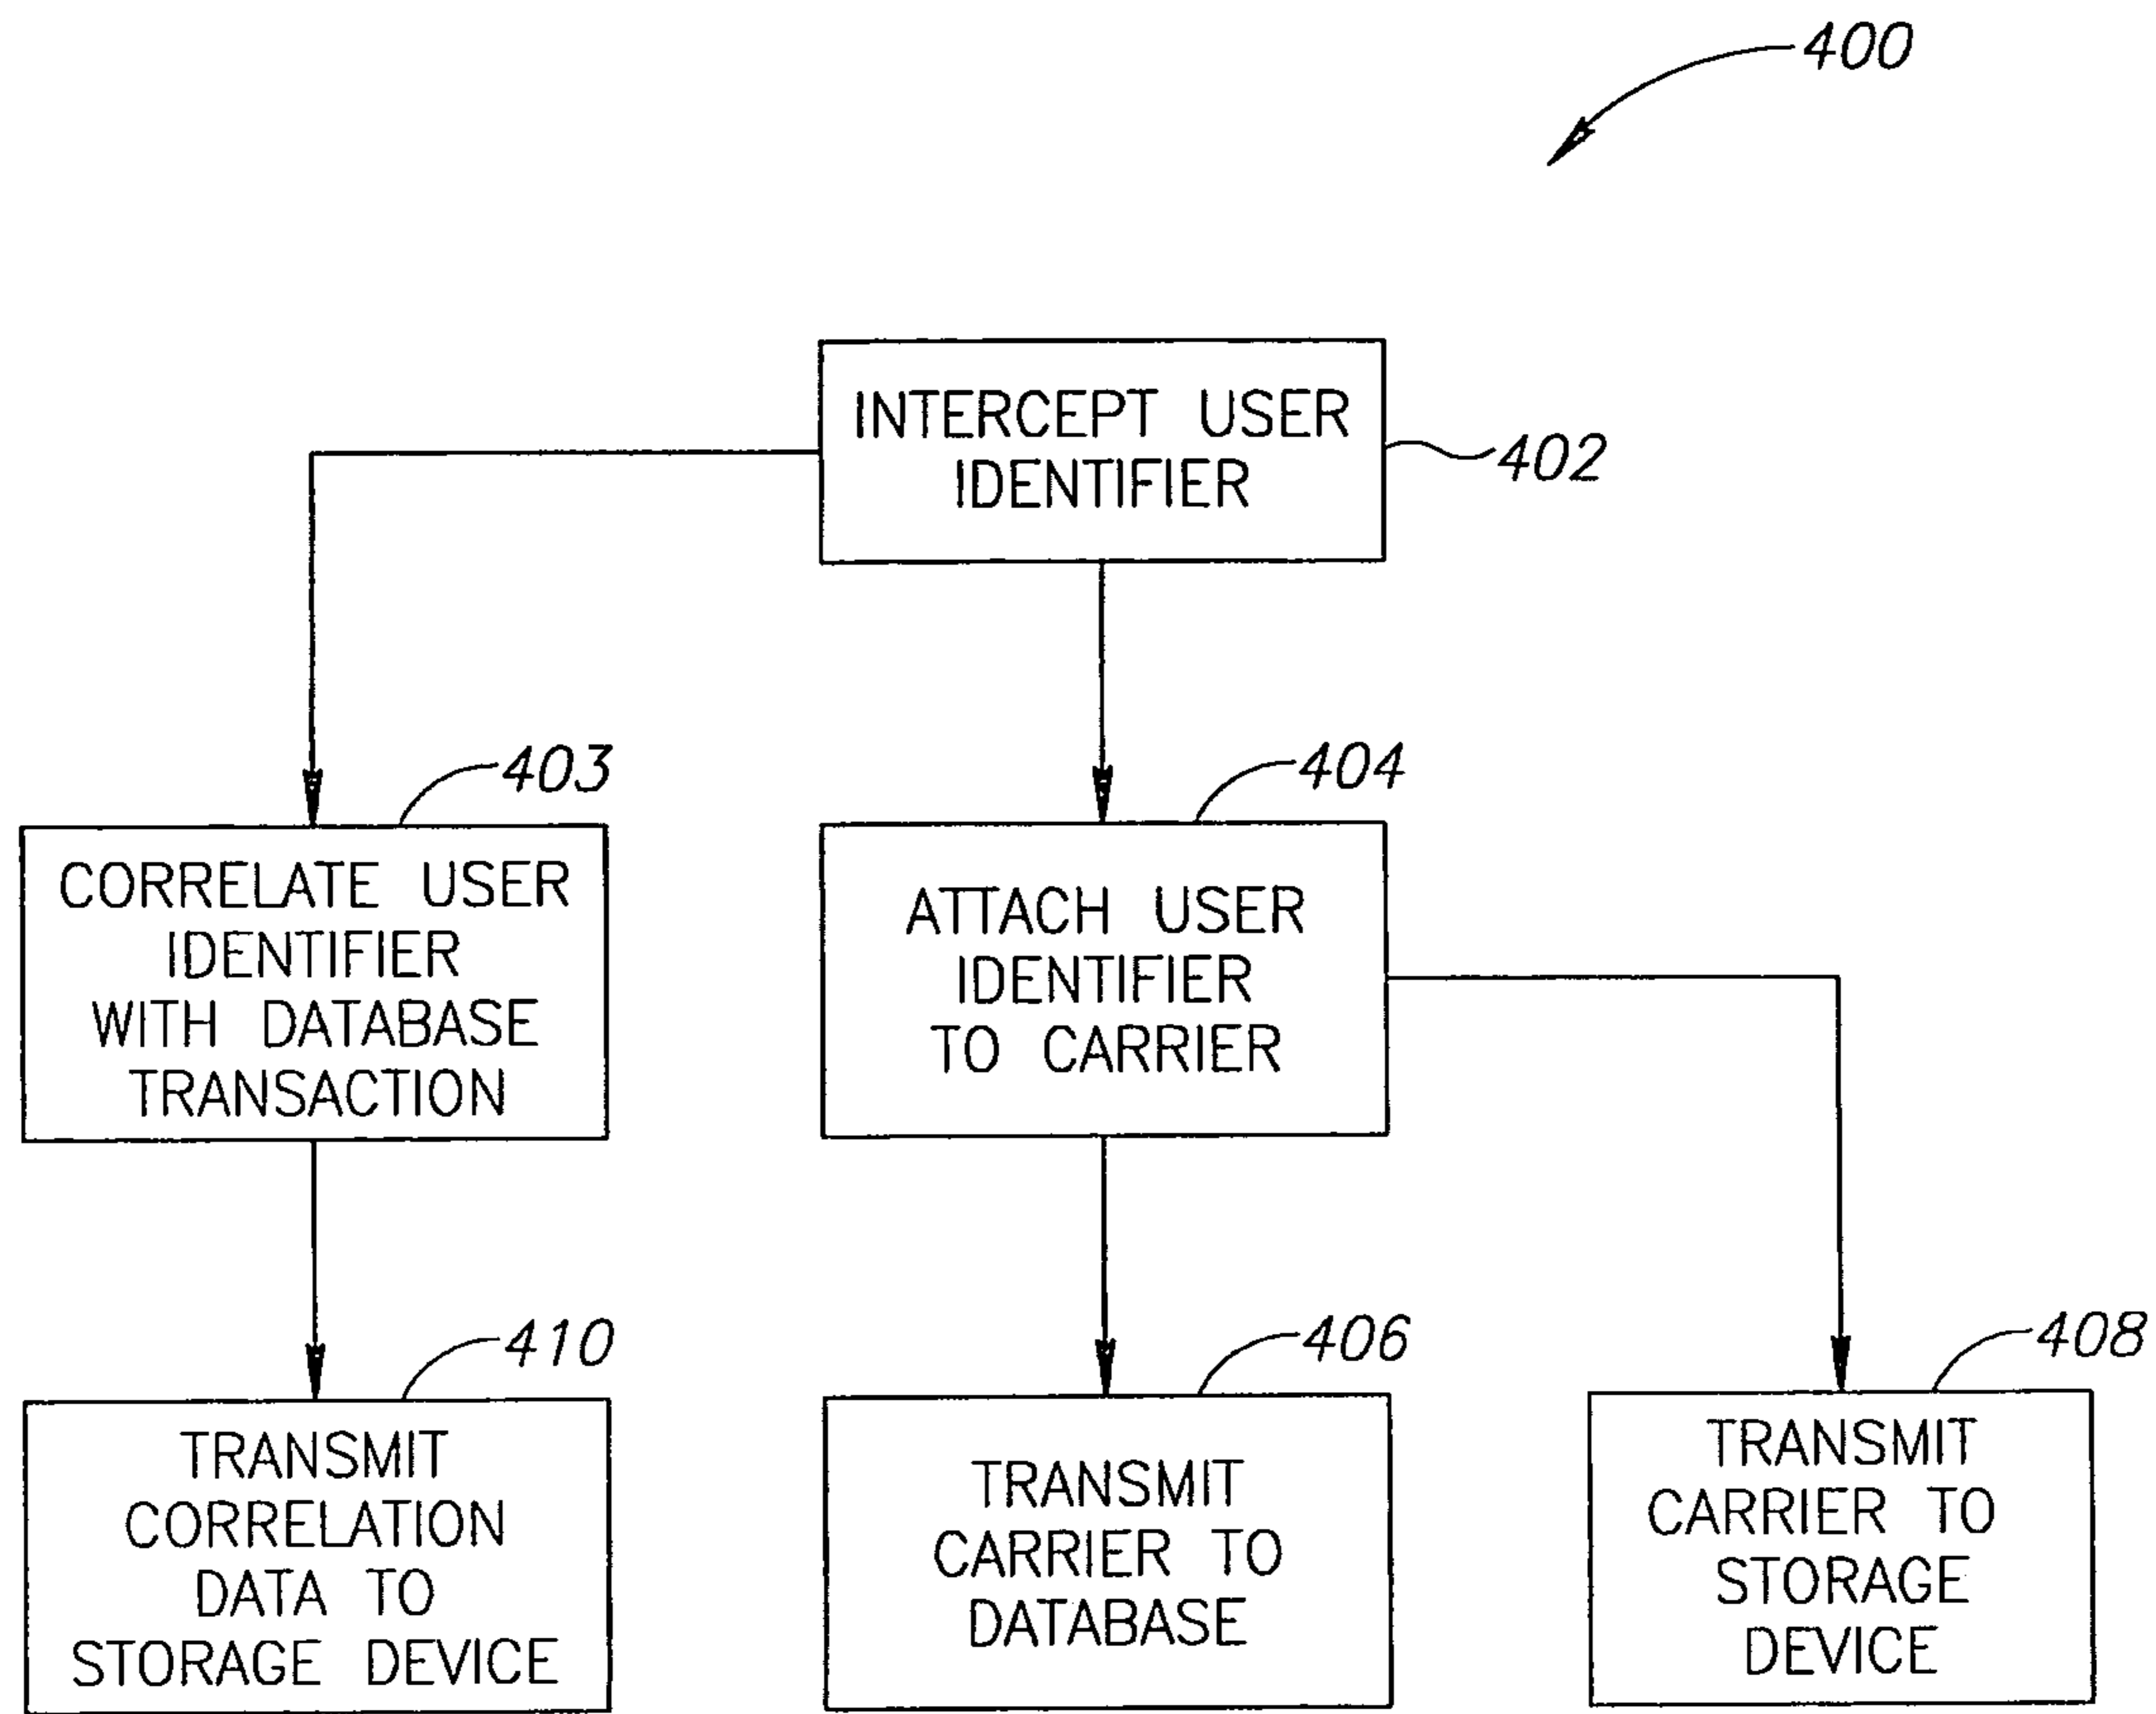 400
INTERCEPT USER
IDENTIFIER
402
403
CORRELATE USER
IDENTIFIER
WITH DATABASE
TRANSACTION
404
ATTACH USER
IDENTIFIER
TO CARRIER
410
TRANSMIT
CORRELATION
DATA TO
STORAGE DEVICE
406
TRANSMIT
CARRIER TO
DATABASE
408
TRANSMIT
CARRIER TO
STORAGE
DEVICE